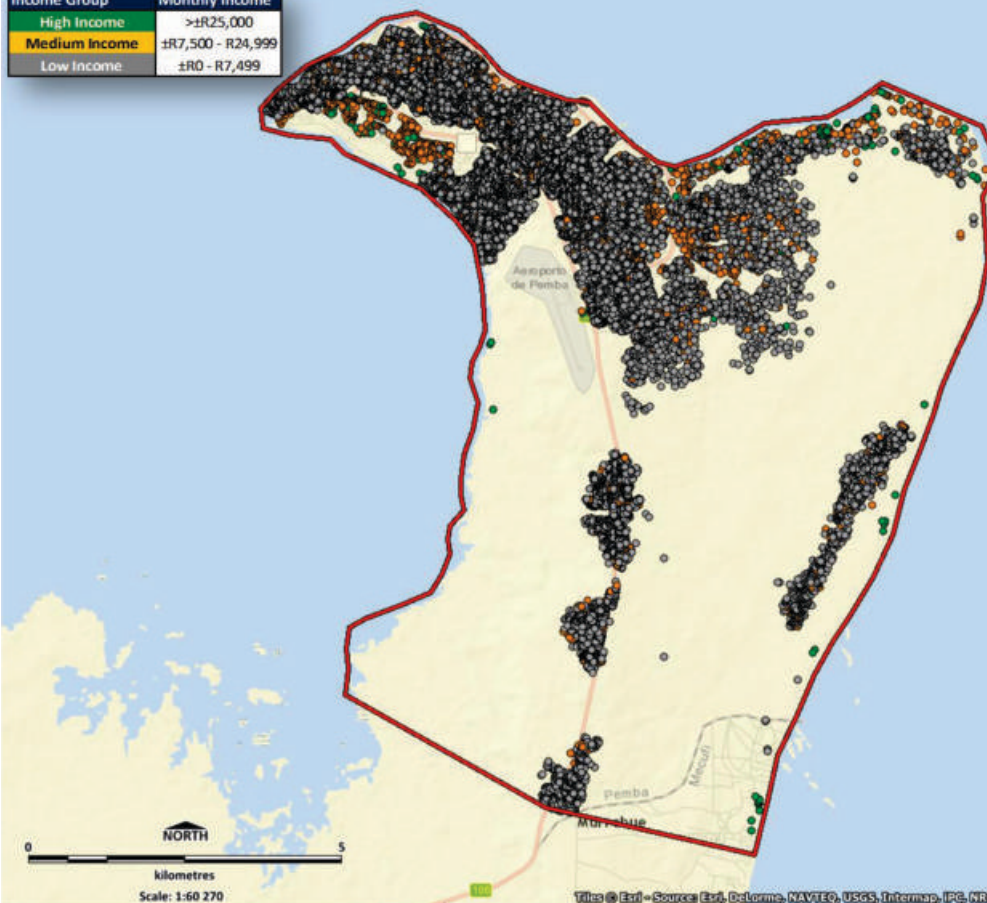 Income Group Monthly Income
High Income >±R25,000
Medium Income ±R7,500 - R24,999
Low Income ±R0 - R7,499
Aeroporto
de Pemba
Mecufi
Pemba
Murrebue
NORTH
0 5
kilometres
Scale: 1:60 270
106
Tiles © Esri - Source: Esri, DeLorme, NAVTEQ, USGS, Intermap, iPC, NR